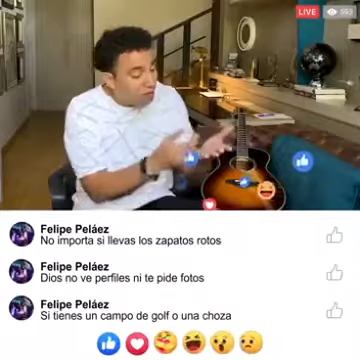 LIVE 593
Felipe Peláez
No importa si llevas los zapatos rotos
Felipe Peláez
Dios no ve perfiles ni te pide fotos
Felipe Peláez
Si tienes un campo de golf o una choza